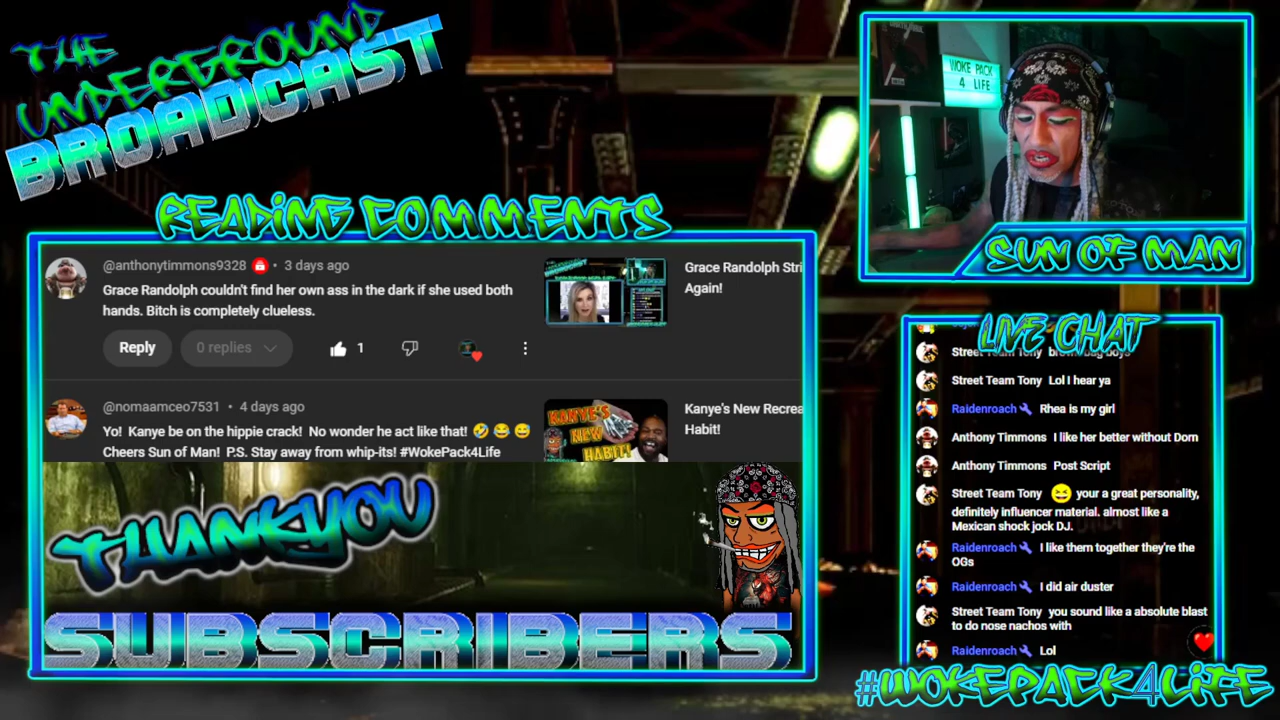 THE
UNDERGROUND
BROADCAST
READING COMMENTS
@anthonytimmons9328 • 3 days ago
Grace Randolph couldn't find her own ass in the dark if she used both
hands. Bitch is completely clueless.
Reply
0 replies
1
Grace Randolph Stri
Again!
@nomaamceo7531 • 4 days ago
Yo! Kanye be on the hippie crack! No wonder he act like that! 🤣 😂 😅
Cheers Sun of Man! P.S. Stay away from whip-its! #WokePack4Life
KANYE'S
NEW
HABIT!
Kanye's New Recrea
Habit!
THANKYOU
SUBSCRIBERS
WOKE PACK
4 LIFE
SUN OF MAN
LIVE CHAT
Street Team Tony brown bag boys
Street Team Tony Lol I hear ya
Raidenroach Rhea is my girl
Anthony Timmons I like her better without Dom
Anthony Timmons Post Script
Street Team Tony 😆 your a great personality,
definitely influencer material. almost like a
Mexican shock jock DJ.
Raidenroach I like them together they're the
OGs
Raidenroach I did air duster
Street Team Tony you sound like a absolute blast
to do nose nachos with
Raidenroach Lol
#WOKEPACK4LIFE